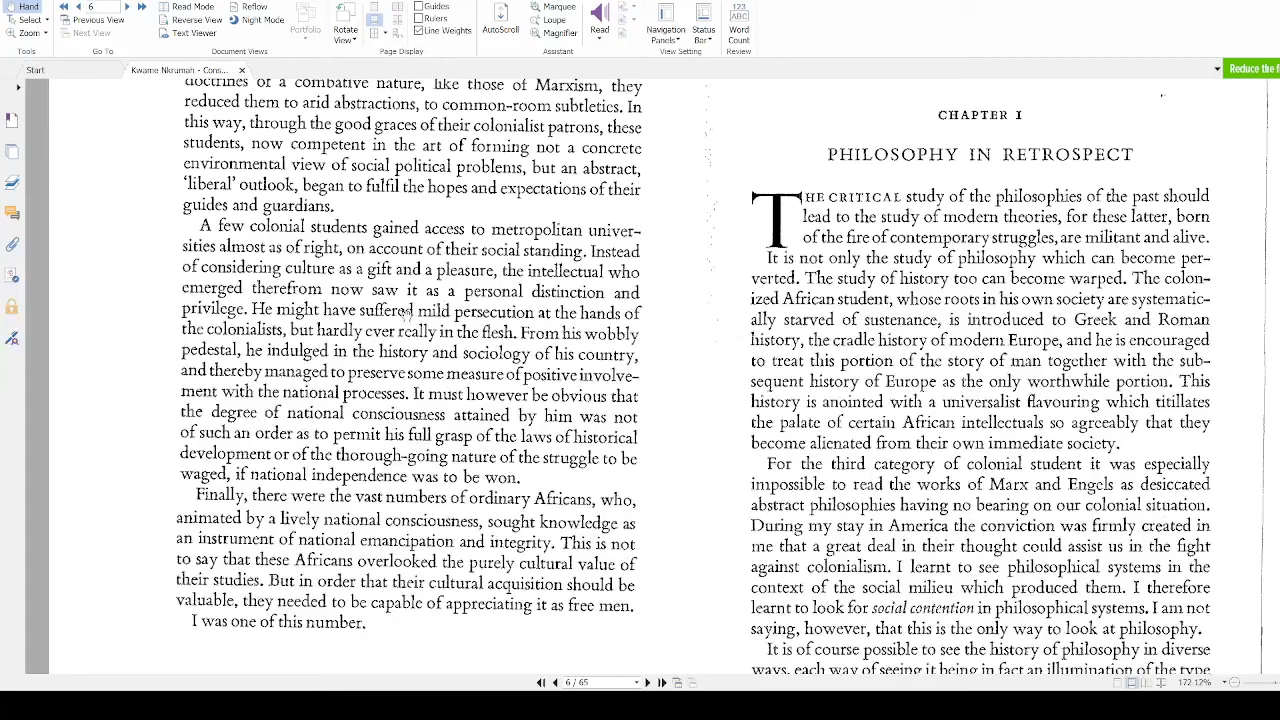 Hand
6
Read Mode
Reflow
Guides
Marquee
Select
Previous View
Reverse View
Night Mode
Rulers
Loupe
Zoom
Next View
Text Viewer
Portfolio
Rotate View
Line Weights
AutoScroll
Magnifier
Read
Navigation Panels
Status Bar
123
ABC
Word Count
Tools
Go To
Document Views
Page Display
Assistant
View Setting
Review
Start
Kwame Nkrumah - Cons...
Reduce the f
doctrines of a combative nature, like those of Marxism, they
reduced them to arid abstractions, to common-room subtleties. In
this way, through the good graces of their colonialist patrons, these
students, now competent in the art of forming not a concrete
environmental view of social political problems, but an abstract,
‘liberal’ outlook, began to fulfil the hopes and expectations of their
guides and guardians.
A few colonial students gained access to metropolitan univer-
sities almost as of right, on account of their social standing. Instead
of considering culture as a gift and a pleasure, the intellectual who
emerged therefrom now saw it as a personal distinction and
privilege. He might have suffered mild persecution at the hands of
the colonialists, but hardly ever really in the flesh. From his wobbly
pedestal, he indulged in the history and sociology of his country,
and thereby managed to preserve some measure of positive involve-
ment with the national processes. It must however be obvious that
the degree of national consciousness attained by him was not
of such an order as to permit his full grasp of the laws of historical
development or of the thorough-going nature of the struggle to be
waged, if national independence was to be won.
Finally, there were the vast numbers of ordinary Africans, who,
animated by a lively national consciousness, sought knowledge as
an instrument of national emancipation and integrity. This is not
to say that these Africans overlooked the purely cultural value of
their studies. But in order that their cultural acquisition should be
valuable, they needed to be capable of appreciating it as free men.
I was one of this number.
CHAPTER I
PHILOSOPHY IN RETROSPECT
THE CRITICAL study of the philosophies of the past should
lead to the study of modern theories, for these latter, born
of the fire of contemporary struggles, are militant and alive.
It is not only the study of philosophy which can become per-
verted. The study of history too can become warped. The colon-
ized African student, whose roots in his own society are systematic-
ally starved of sustenance, is introduced to Greek and Roman
history, the cradle history of modern Europe, and he is encouraged
to treat this portion of the story of man together with the sub-
sequent history of Europe as the only worthwhile portion. This
history is anointed with a universalist flavouring which titillates
the palate of certain African intellectuals so agreeably that they
become alienated from their own immediate society.
For the third category of colonial student it was especially
impossible to read the works of Marx and Engels as desiccated
abstract philosophies having no bearing on our colonial situation.
During my stay in America the conviction was firmly created in
me that a great deal in their thought could assist us in the fight
against colonialism. I learnt to see philosophical systems in the
context of the social milieu which produced them. I therefore
learnt to look for social contention in philosophical systems. I am not
saying, however, that this is the only way to look at philosophy.
It is of course possible to see the history of philosophy in diverse
ways, each way of seeing it being in fact an illumination of the type
6 / 65
172.12%